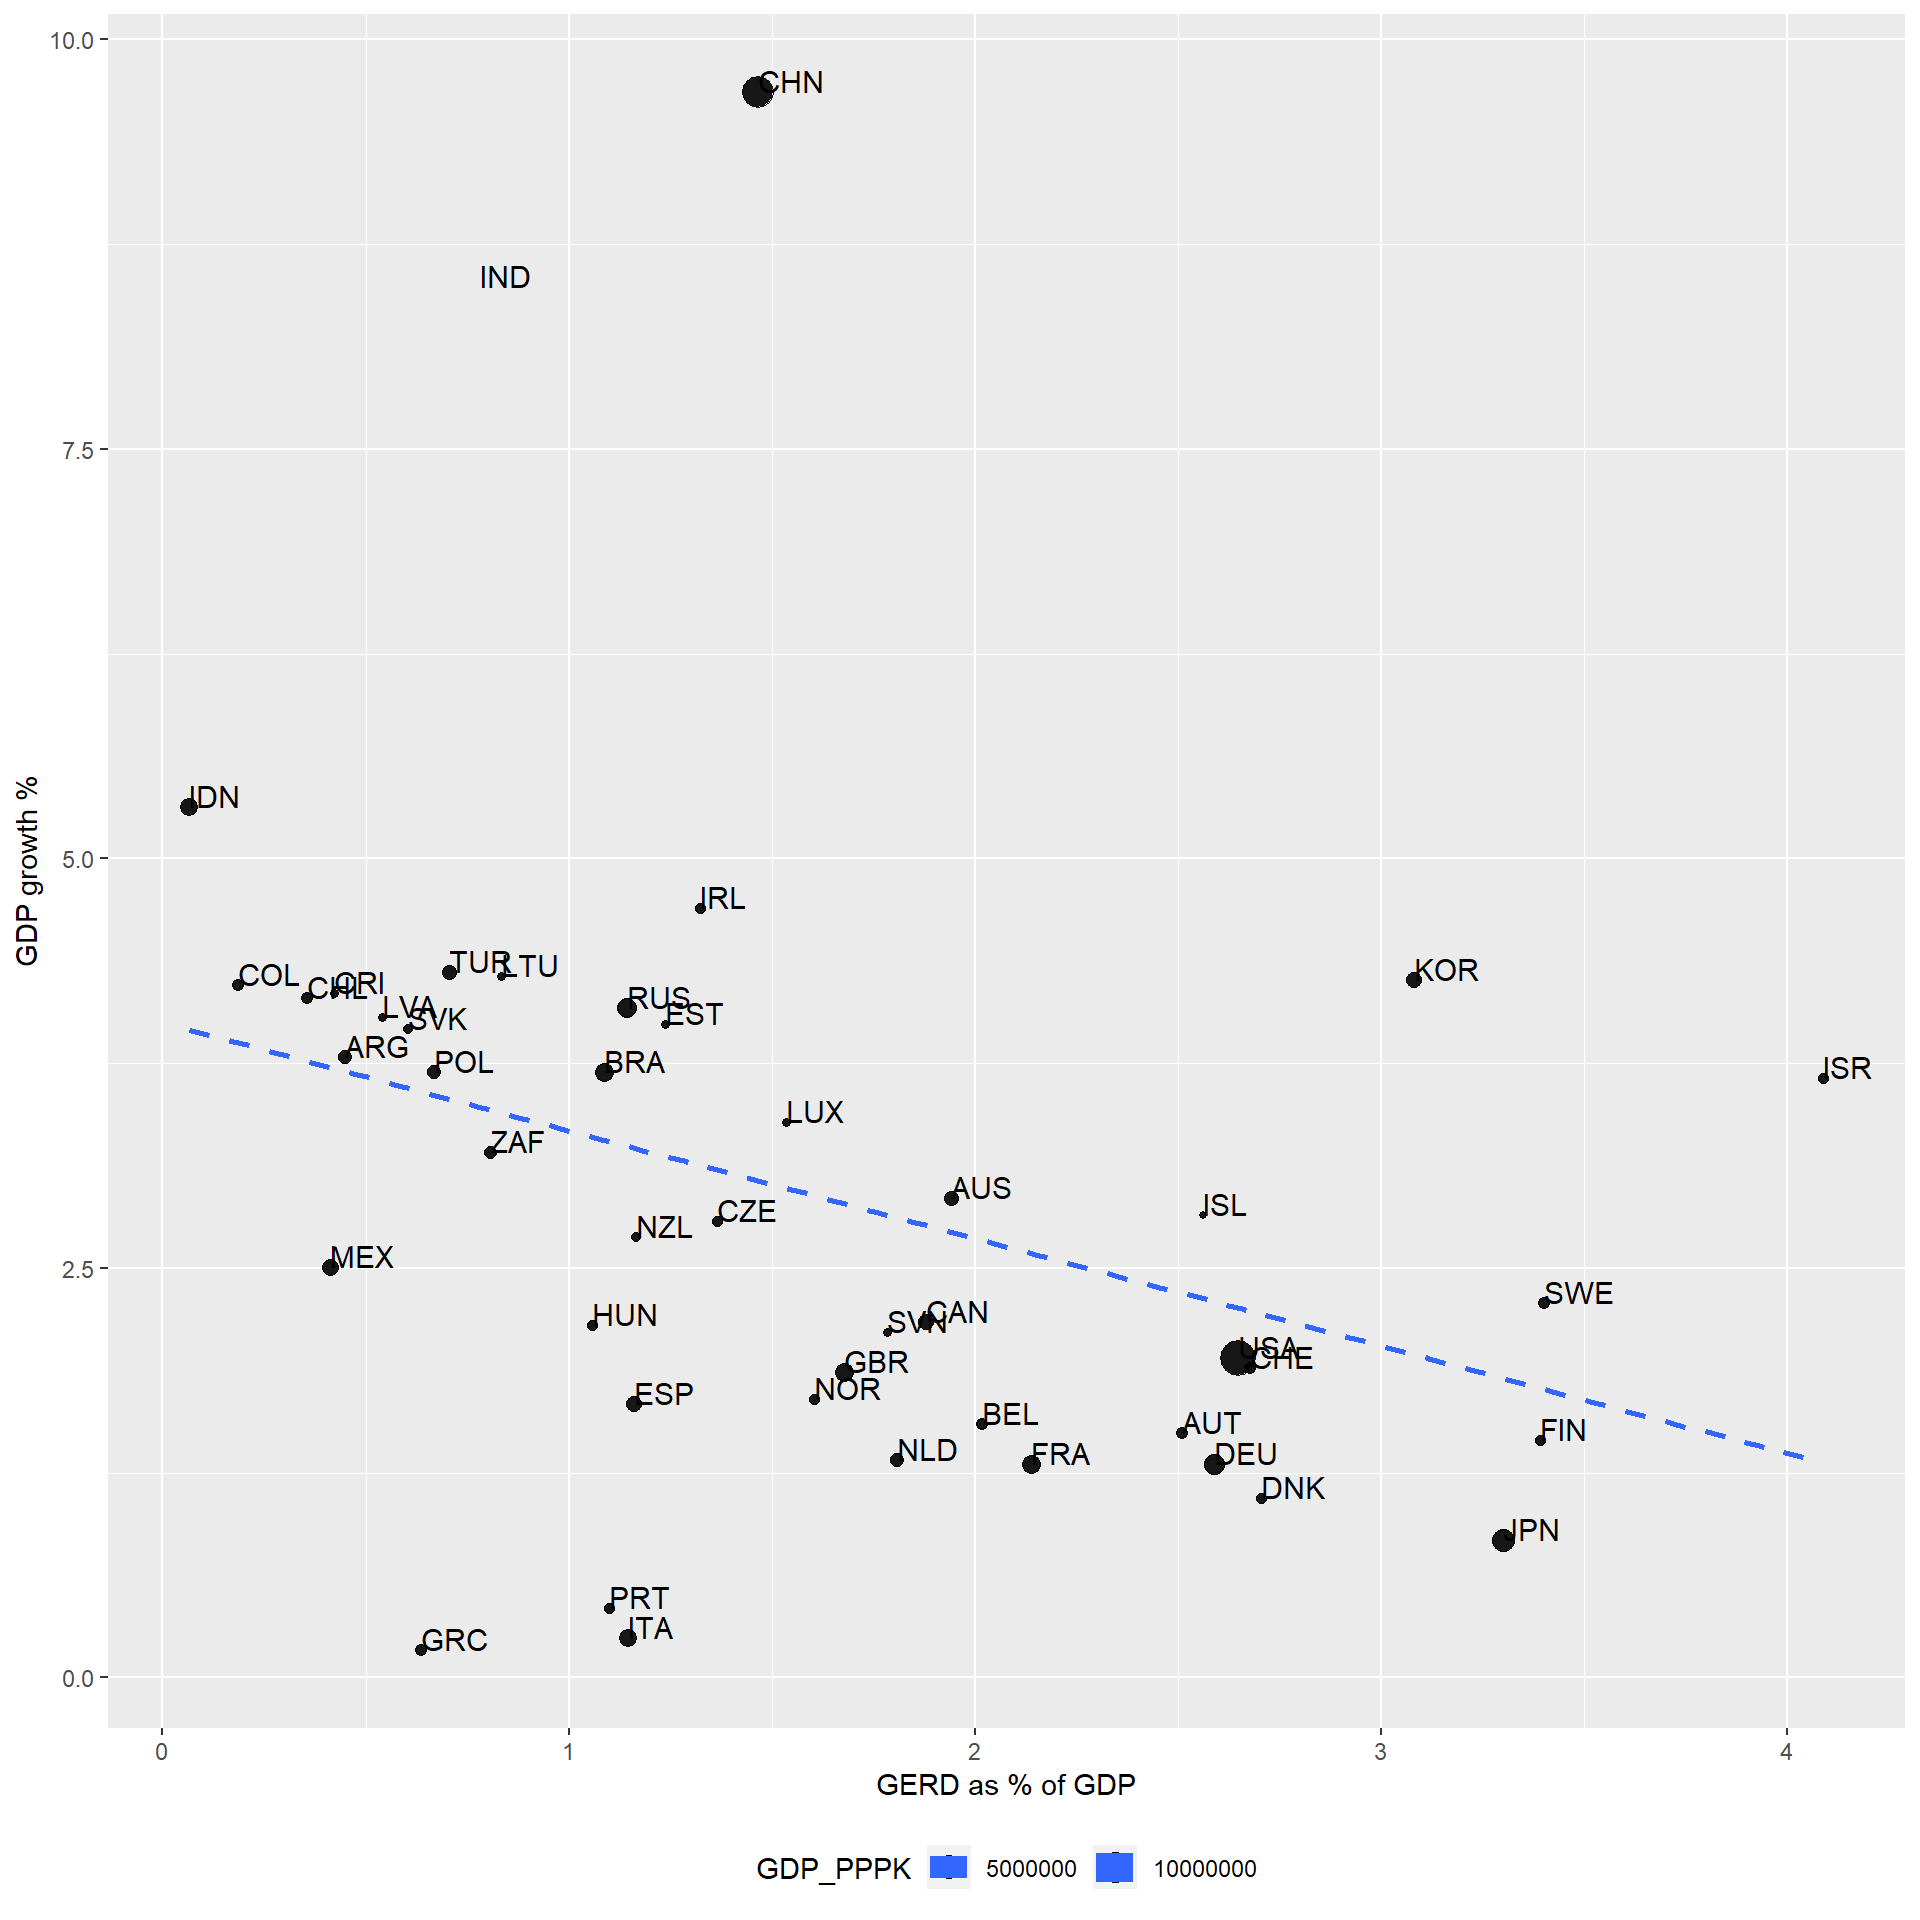 10.0
CHN
IND
7.5
IDN
5.0
IRL
TUR
LTU
COL
CHL
CRI
KOR
LVA
SVK
RUS
EST
ARG
POL
BRA
ISR
LUX
ZAF
AUS
ISL
CZE
NZL
MEX
2.5
SWE
HUN
SVN
CAN
USA
CHE
GBR
NOR
ESP
BEL
AUT
FIN
NLD
FRA
DEU
DNK
JPN
PRT
ITA
GRC
0.0
GDP growth %
0 1 2 3 4
GERD as % of GDP
GDP_PPPK 5000000 10000000